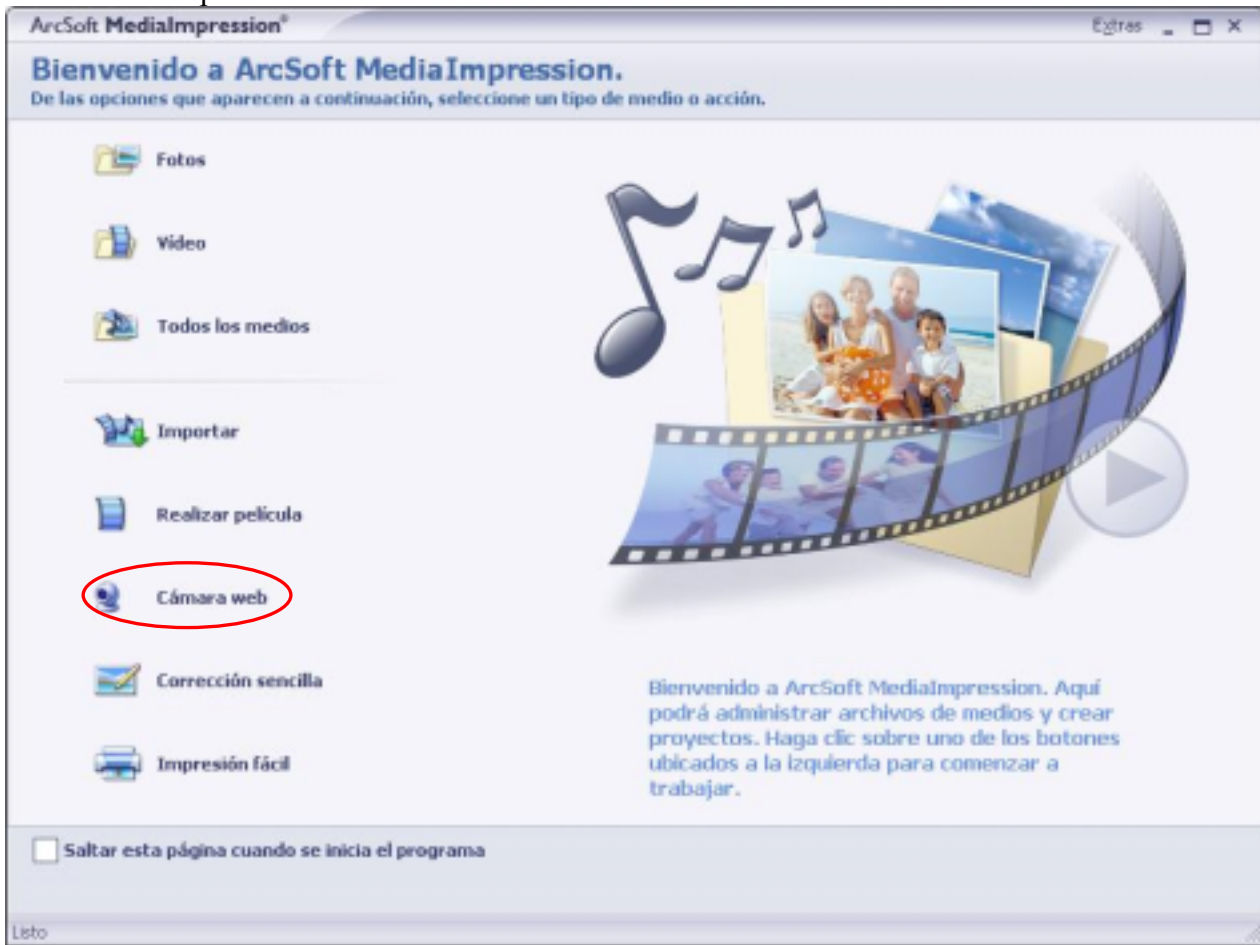 ArcSoft MediaImpression®
Extras
Bienvenido a ArcSoft MediaImpression.
De las opciones que aparecen a continuación, seleccione un tipo de medio o acción.
Fotos
Vídeo
Todos los medios
Importar
Realizar película
Cámara web
Corrección sencilla
Impresión fácil
Bienvenido a ArcSoft MediaImpression. Aquí
podrá administrar archivos de medios y crear
proyectos. Haga clic sobre uno de los botones
ubicados a la izquierda para comenzar a
trabajar.
Saltar esta página cuando se inicia el programa
Listo